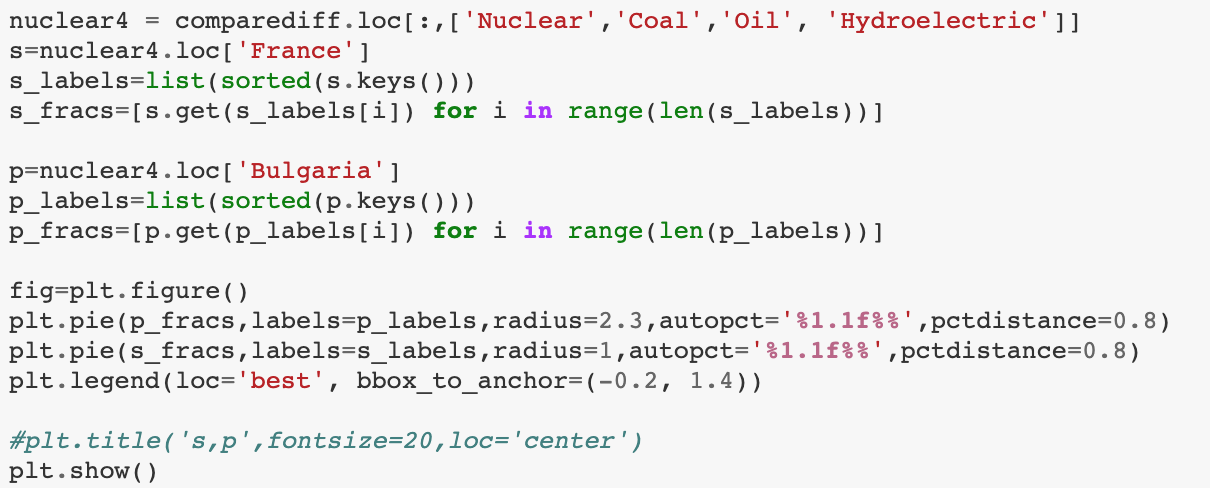 nuclear4 = comparediff.loc[:,['Nuclear','Coal','Oil', 'Hydroelectric']]
s=nuclear4.loc['France']
s_labels=list(sorted(s.keys()))
s_fracs=[s.get(s_labels[i]) for i in range(len(s_labels))]
p=nuclear4.loc['Bulgaria']
p_labels=list(sorted(p.keys()))
p_fracs=[p.get(p_labels[i]) for i in range(len(p_labels))]
fig=plt.figure()
plt.pie(p_fracs,labels=p_labels,radius=2.3,autopct='%1.1f%%',pctdistance=0.8)
plt.pie(s_fracs,labels=s_labels,radius=1,autopct='%1.1f%%',pctdistance=0.8)
plt.legend(loc='best', bbox_to_anchor=(-0.2, 1.4))
#plt.title('s,p',fontsize=20,loc='center')
plt.show()